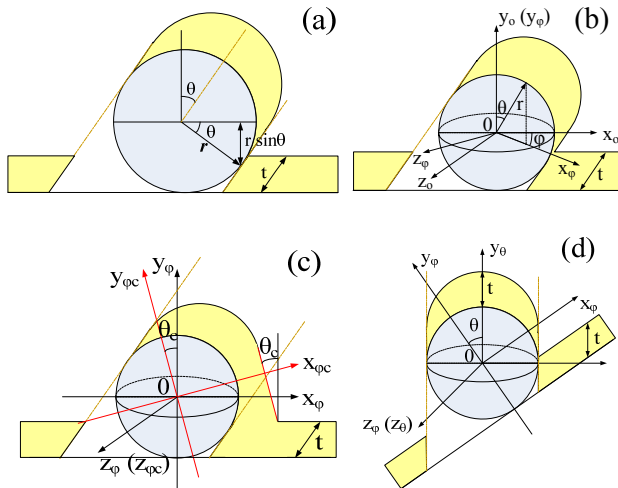 (a)
θ
θ
r
r sinθ
t
(b)
yₒ (yᵩ)
θ
r
0
φ
xₒ
zᵩ
zₒ
xᵩ
t
(c)
yᵩc
yᵩ
θc
θc
xᵩc
0
xᵩ
zᵩ (zᵩc)
t
(d)
yᵩ
yθ
t
xᵩ
θ
0
t
zᵩ (zθ)